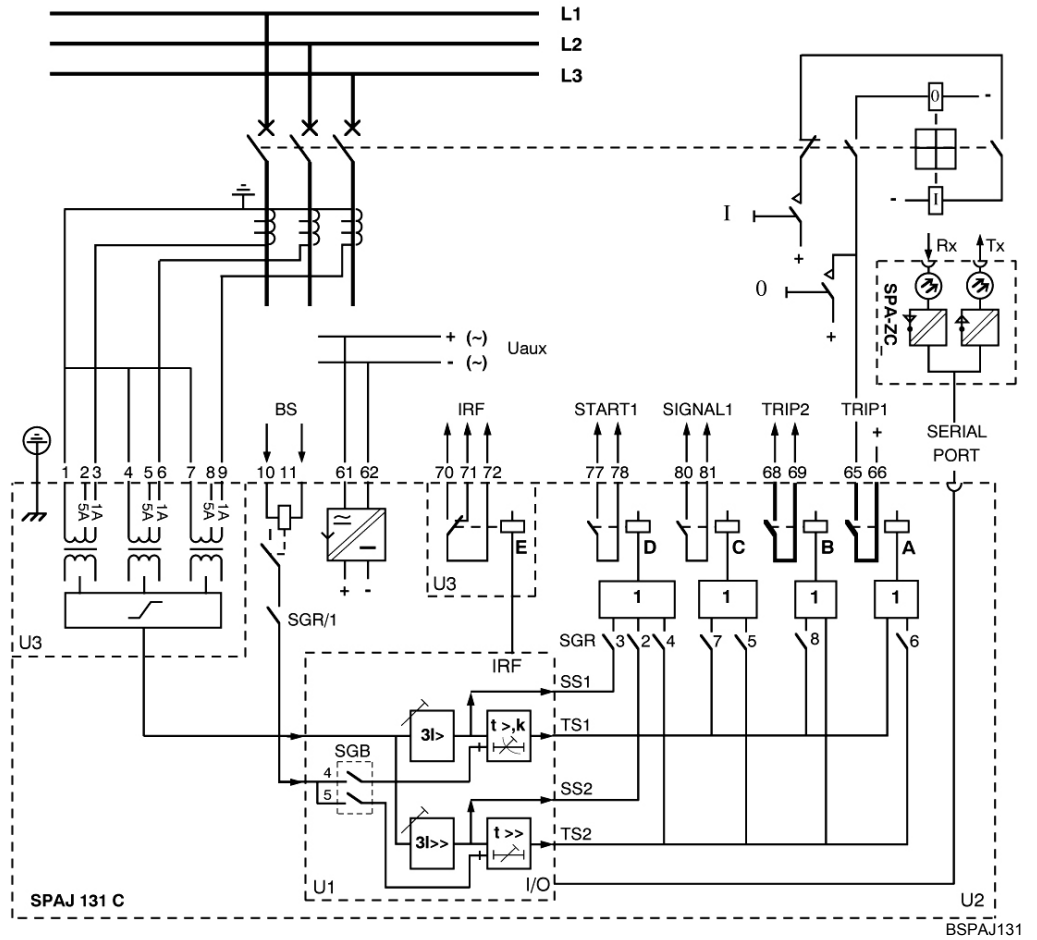 L1
L2
L3
0
-
I
-
I
+
0
+
Rx
Tx
SPA-ZC_
+ (~)
- (~)
Uaux
BS
IRF
START1
SIGNAL1
TRIP2
TRIP1
+
SERIAL
PORT
1 2 3 4 5 6 7 8 9 10 11 61 62 70 71 72 77 78 80 81 68 69 65 66
5A 1A 5A 1A 5A 1A
E
D
C
B
A
+ -
U3
U3
1
1
1
1
SGR/1
SGR 3 2 4 7 5 8 6
IRF
SS1
TS1
3I>
t >,k
+
SGB
4
5
SS2
TS2
3I>>
t >>
+
U1
I/O
SPAJ 131 C
U2
BSPAJ131